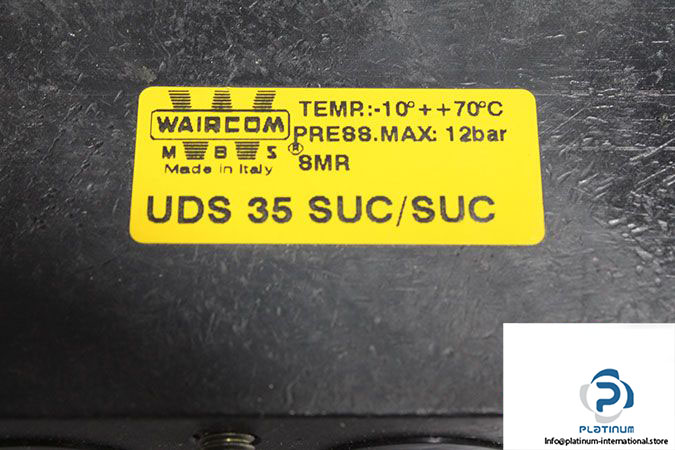 WAIRCOM
M B S
Made in Italy
TEMP.:-10°++70°C
PRESS.MAX: 12bar
®
8MR
UDS 35 SUC/SUC
PLATINUM
Info@platinum-international.store